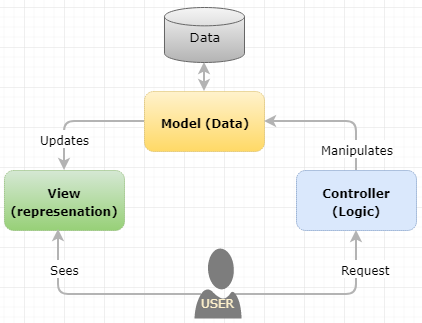 Data
Model (Data)
Updates
Manipulates
View
(represenation)
Controller
(Logic)
Sees
Request
USER